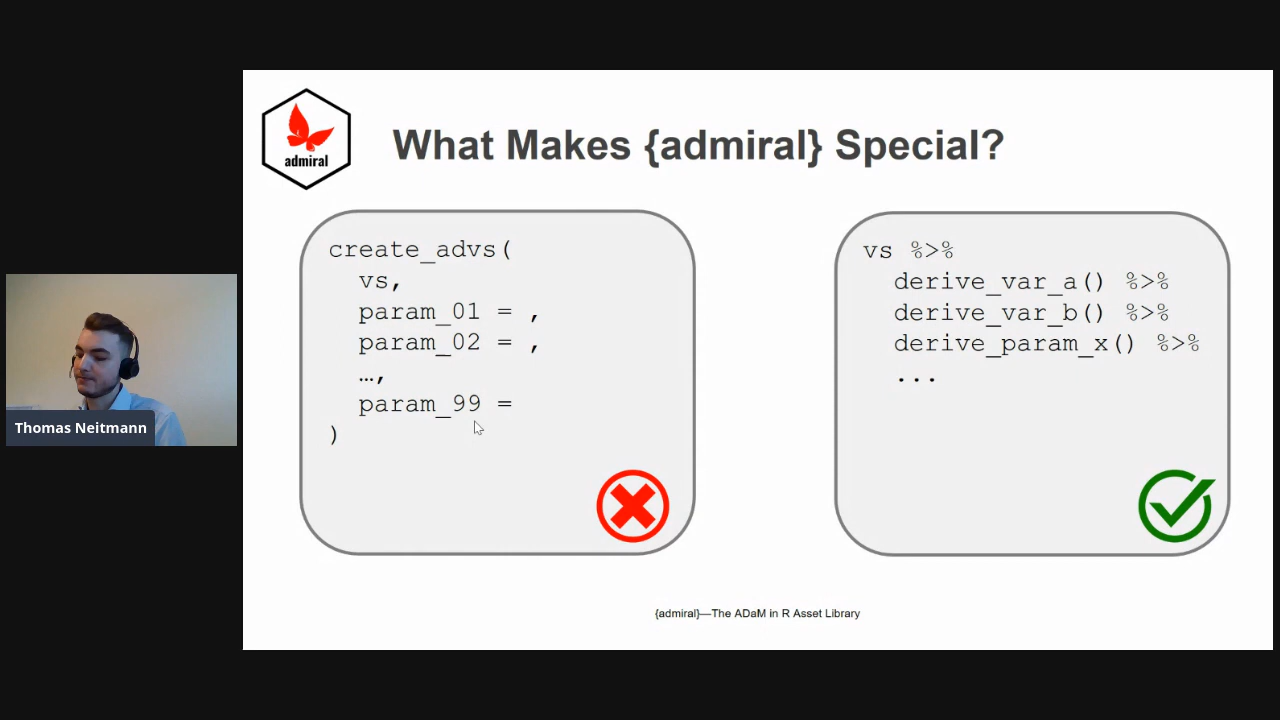 admiral
What Makes {admiral} Special?
create_advs(
vs,
param_01 = ,
param_02 = ,
…,
param_99 =
)
vs %>%
derive_var_a() %>%
derive_var_b() %>%
derive_param_x() %>%
...
Thomas Neitmann
{admiral}—The ADaM in R Asset Library